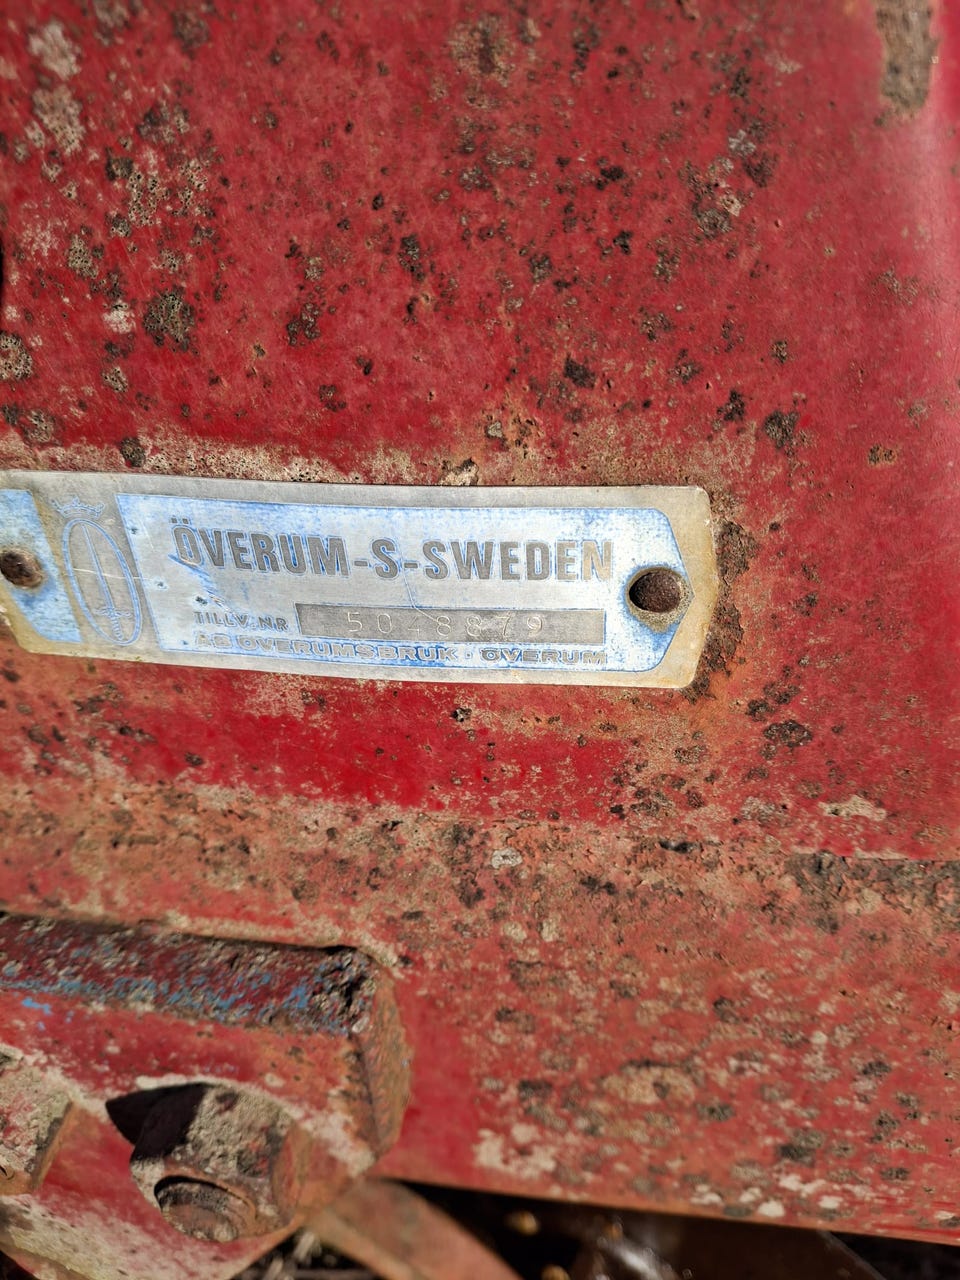 ÖVERUM-S-SWEDEN
TILLV.NR 5048879
AB ÖVERUMSBRUK · ÖVERUM